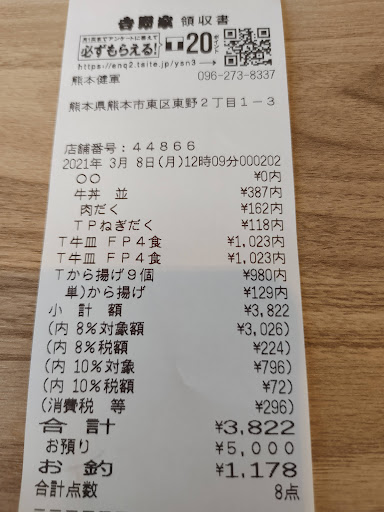 吉野家 領収書
約1分半でアンケートに答えて
必ずもらえる! 20ポイント
https://enq2.taite.jp/ysn3→
熊本健軍 096-273-8337
熊本県熊本市東区東野2丁目1-3
店舗番号:44866
2021年 3月 8日(月)12時09分000202
○○ ¥0内
牛丼 並 ¥387内
肉だく ¥162内
TPねぎだく ¥118内
T牛皿 FP4食 ¥1,023内
T牛皿 FP4食 ¥1,023内
Tから揚げ9個 ¥980内
単)から揚げ ¥129内
小 計 額 ¥3,822
(内 8%対象額 ¥3,026)
(内 8%税額 ¥224)
(内 10%対象 ¥796)
(内 10%税額 ¥72)
(消費税 等 ¥296)
合 計 ¥3,822
お預り ¥5,000
お 釣 ¥1,178
合計点数 8点